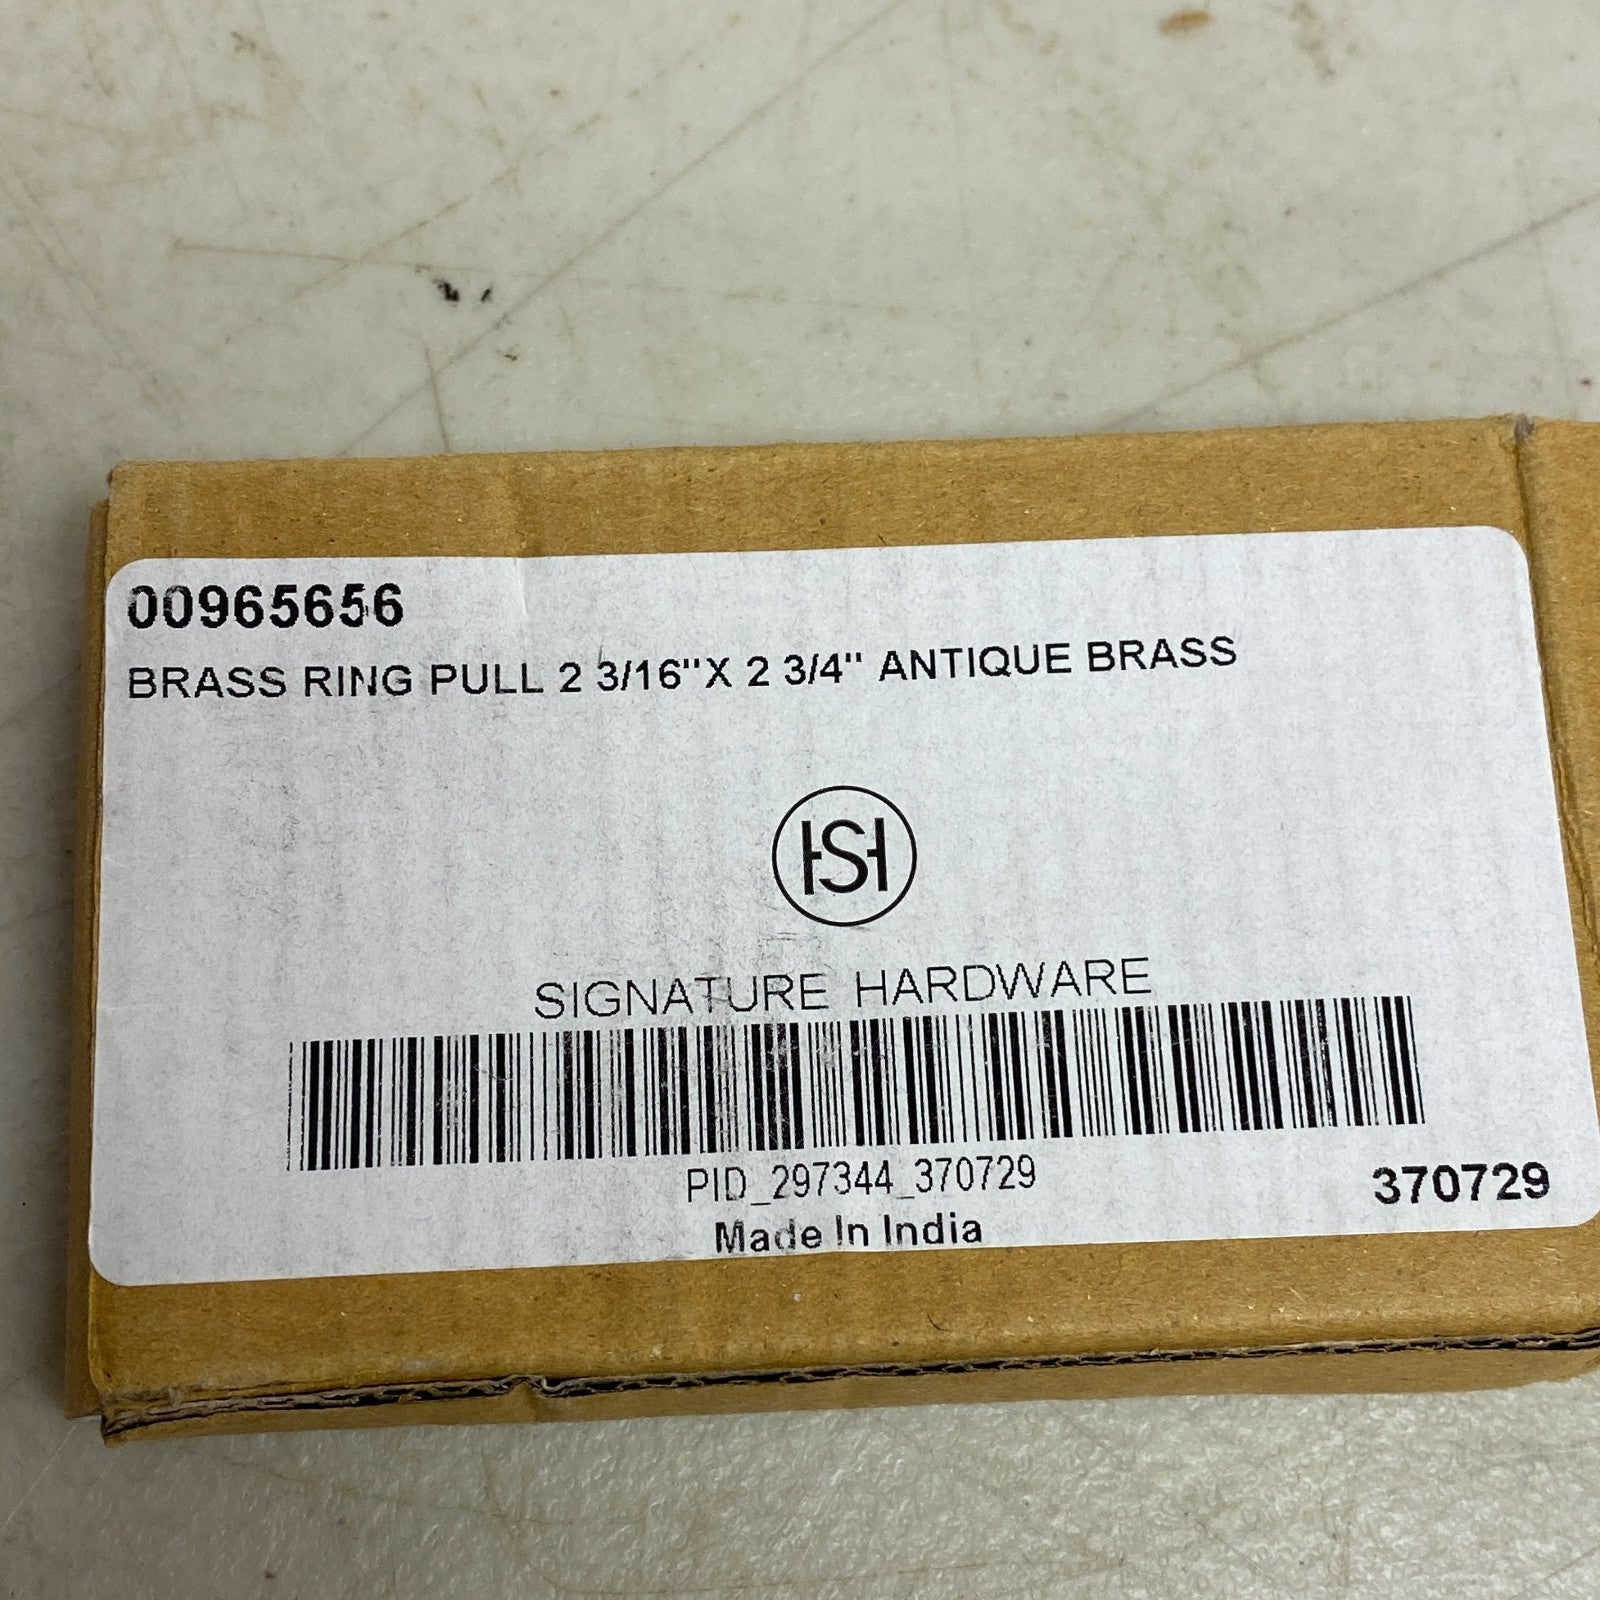 00965656
BRASS RING PULL 2 3/16"X 2 3/4" ANTIQUE BRASS
HSH
SIGNATURE HARDWARE
PID_297344_370729
370729
Made In India